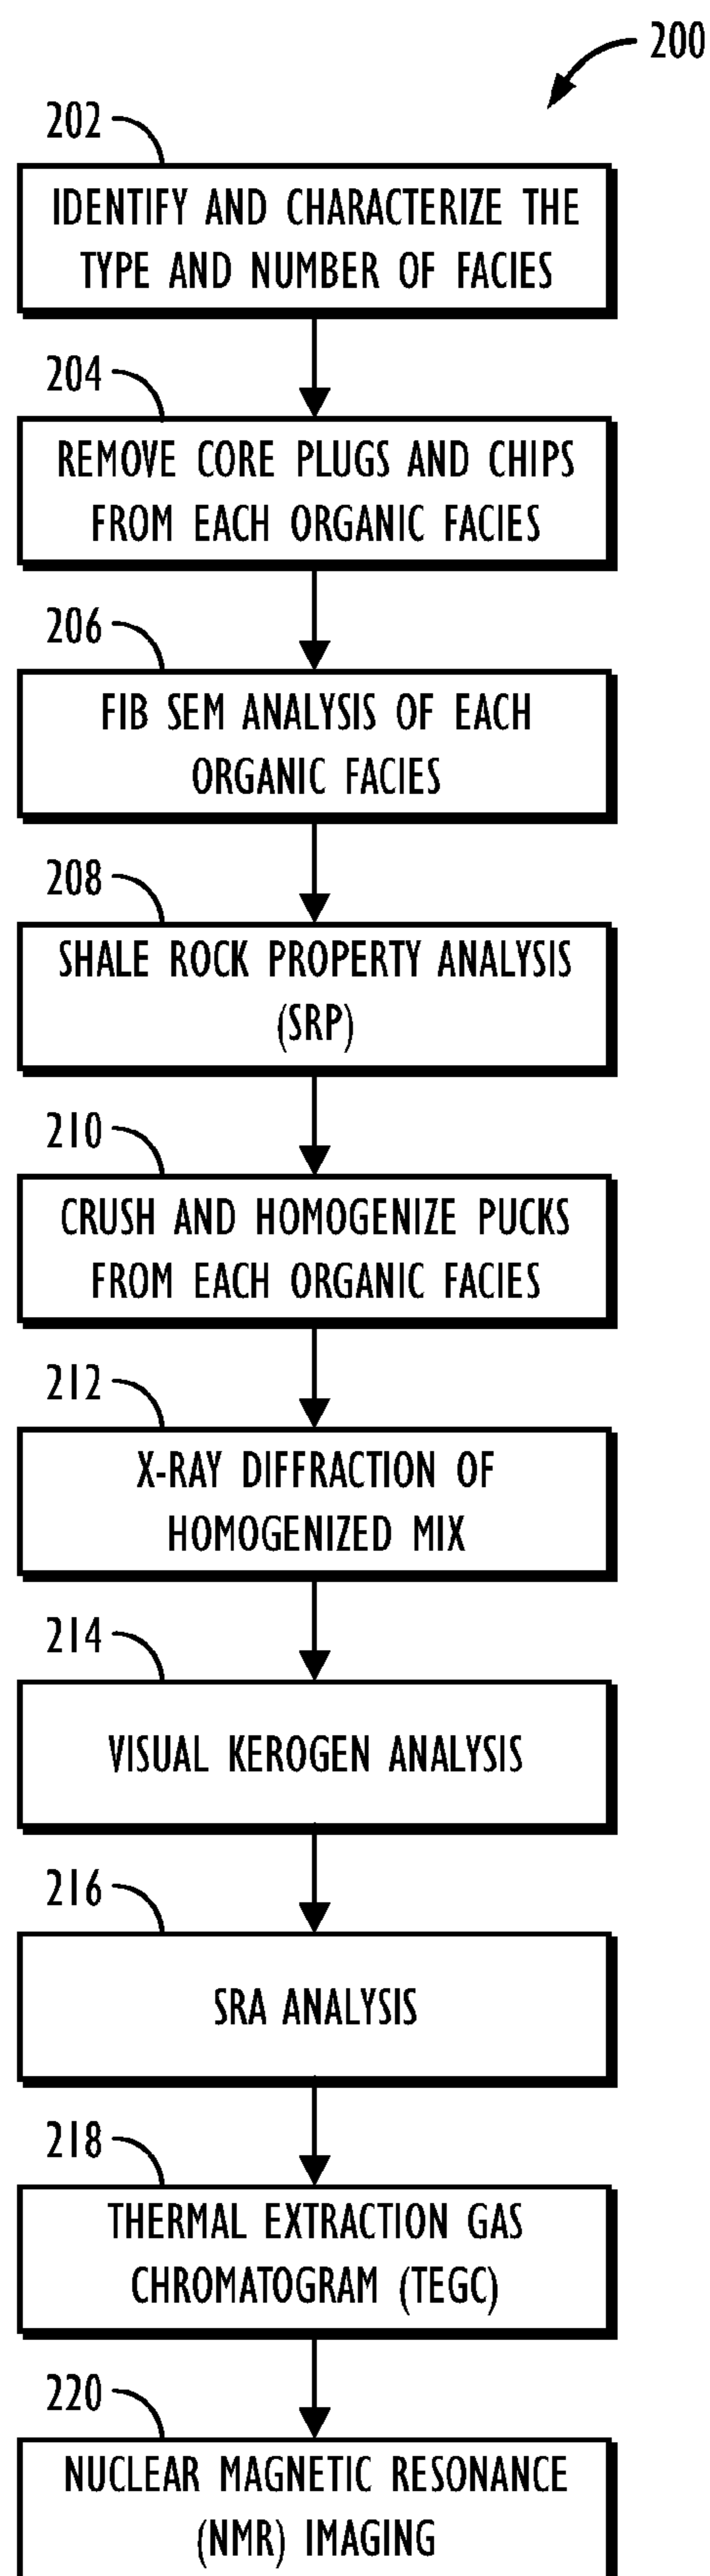 200
202
IDENTIFY AND CHARACTERIZE THE
TYPE AND NUMBER OF FACIES
204
REMOVE CORE PLUGS AND CHIPS
FROM EACH ORGANIC FACIES
206
FIB SEM ANALYSIS OF EACH
ORGANIC FACIES
208
SHALE ROCK PROPERTY ANALYSIS
(SRP)
210
CRUSH AND HOMOGENIZE PUCKS
FROM EACH ORGANIC FACIES
212
X-RAY DIFFRACTION OF
HOMOGENIZED MIX
214
VISUAL KEROGEN ANALYSIS
216
SRA ANALYSIS
218
THERMAL EXTRACTION GAS
CHROMATOGRAM (TEGC)
220
NUCLEAR MAGNETIC RESONANCE
(NMR) IMAGING